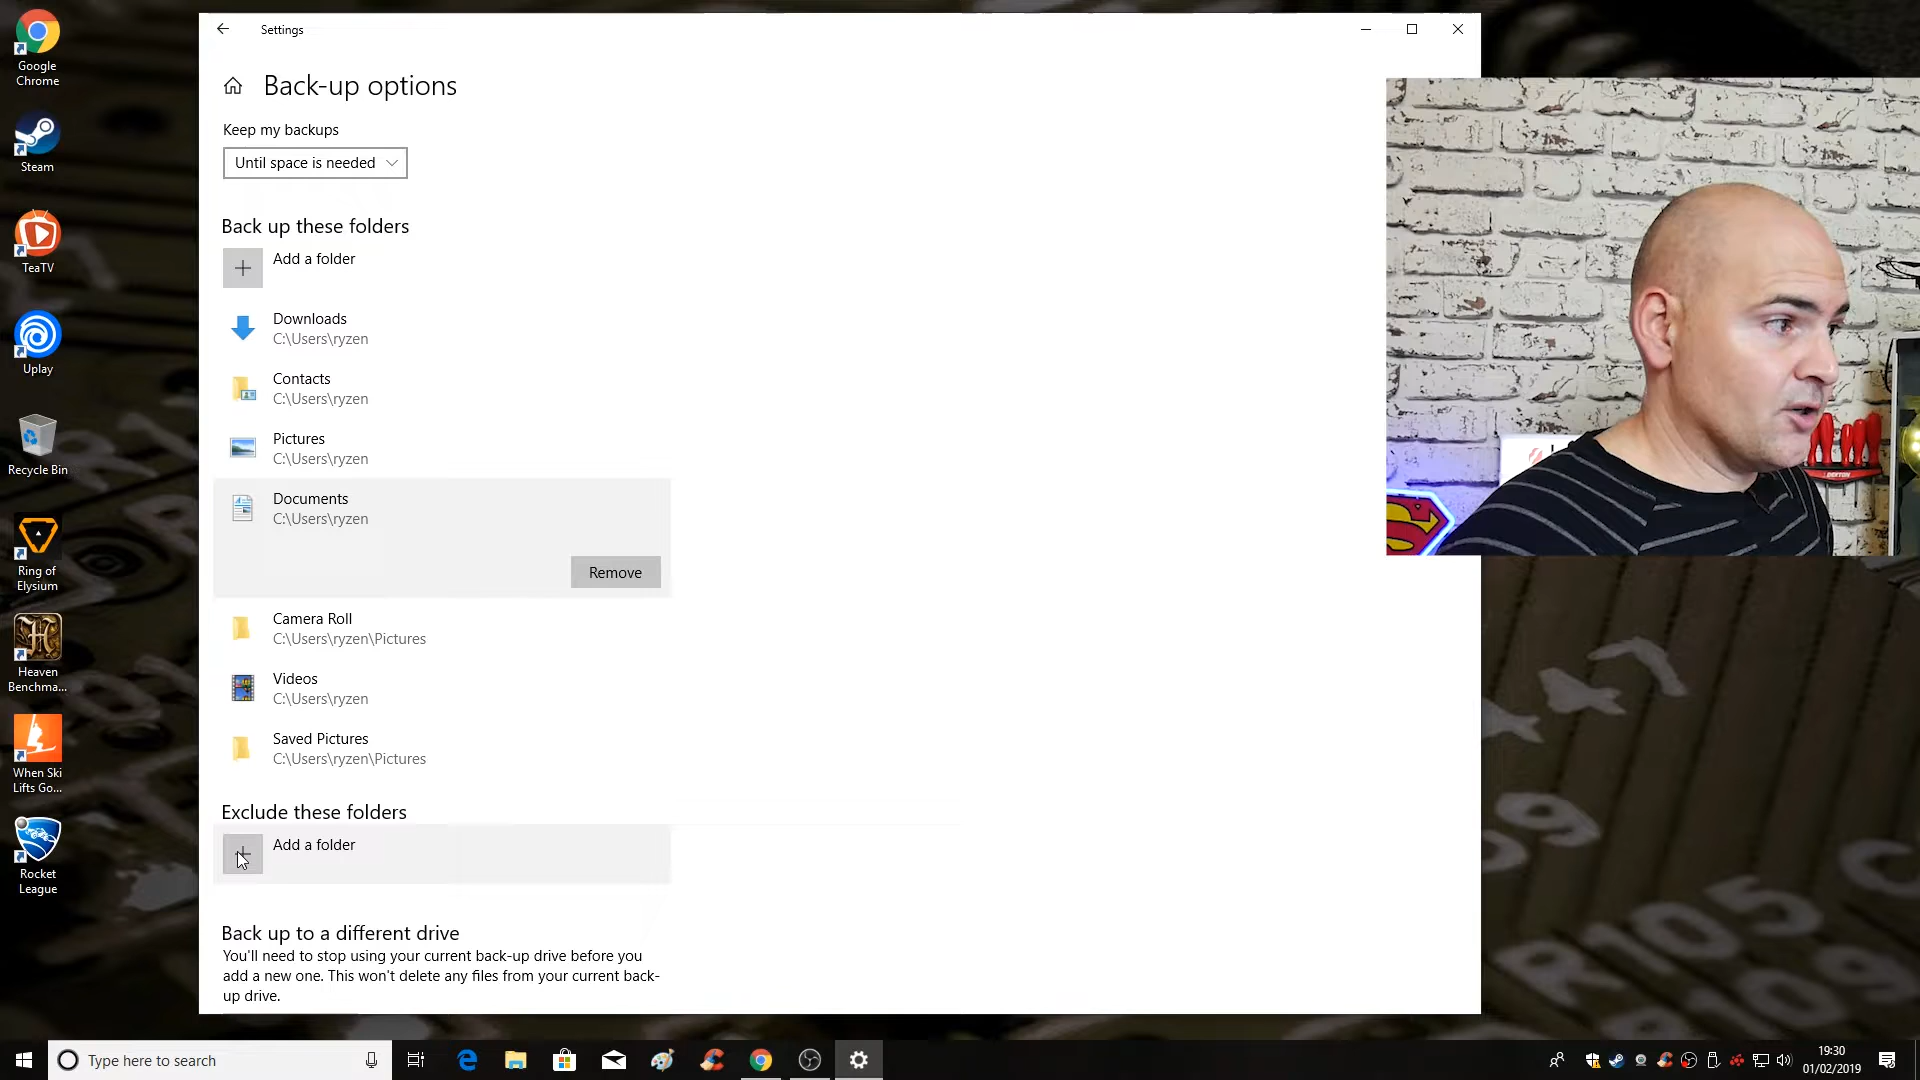 Settings
Back-up options
Keep my backups
Until space is needed
Back up these folders
Add a folder
Downloads
C:\Users\ryzen
Contacts
C:\Users\ryzen
Pictures
C:\Users\ryzen
Documents
C:\Users\ryzen
Remove
Camera Roll
C:\Users\ryzen\Pictures
Videos
C:\Users\ryzen
Saved Pictures
C:\Users\ryzen\Pictures
Exclude these folders
Add a folder
Back up to a different drive
You'll need to stop using your current back-up drive before you
add a new one. This won't delete any files from your current back-
up drive.
Google
Chrome
Steam
TeaTV
Uplay
Recycle Bin
Ring of
Elysium
Heaven
Benchma...
When Ski
Lifts Go...
Rocket
League
R105 C
109
Type here to search
19:30
01/02/2019